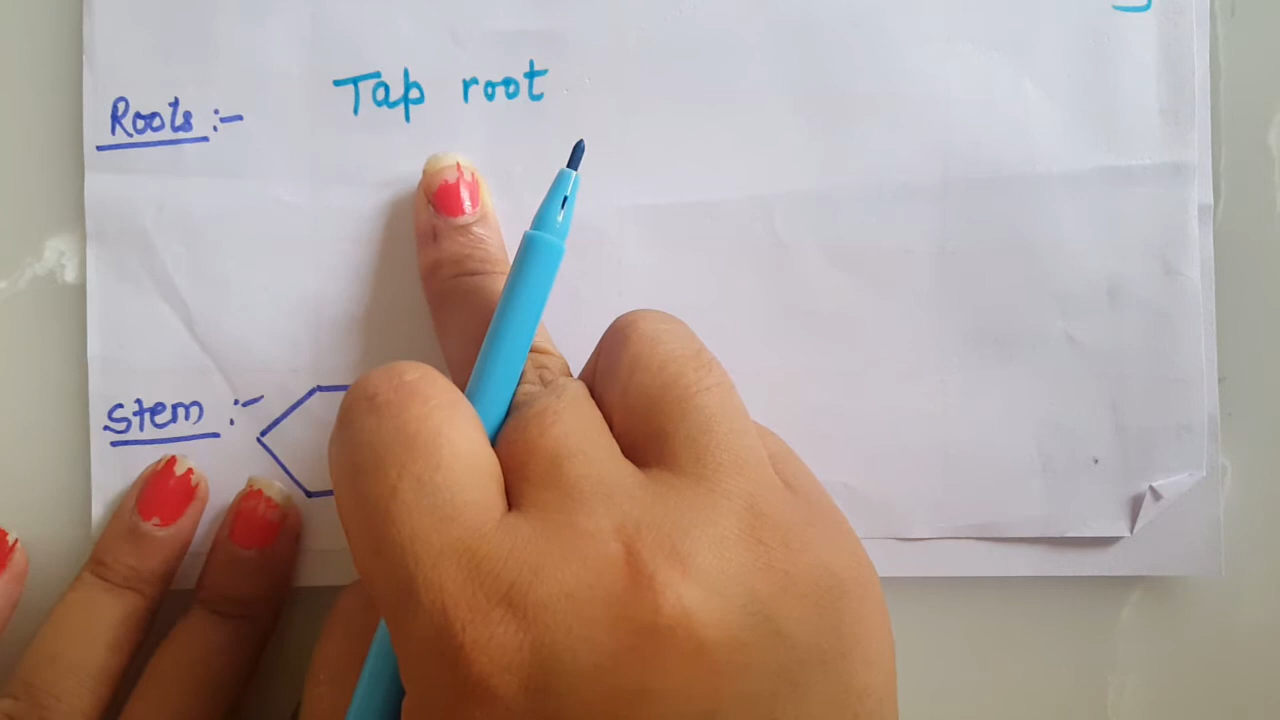 Tap root
Roots :-
Stem :-